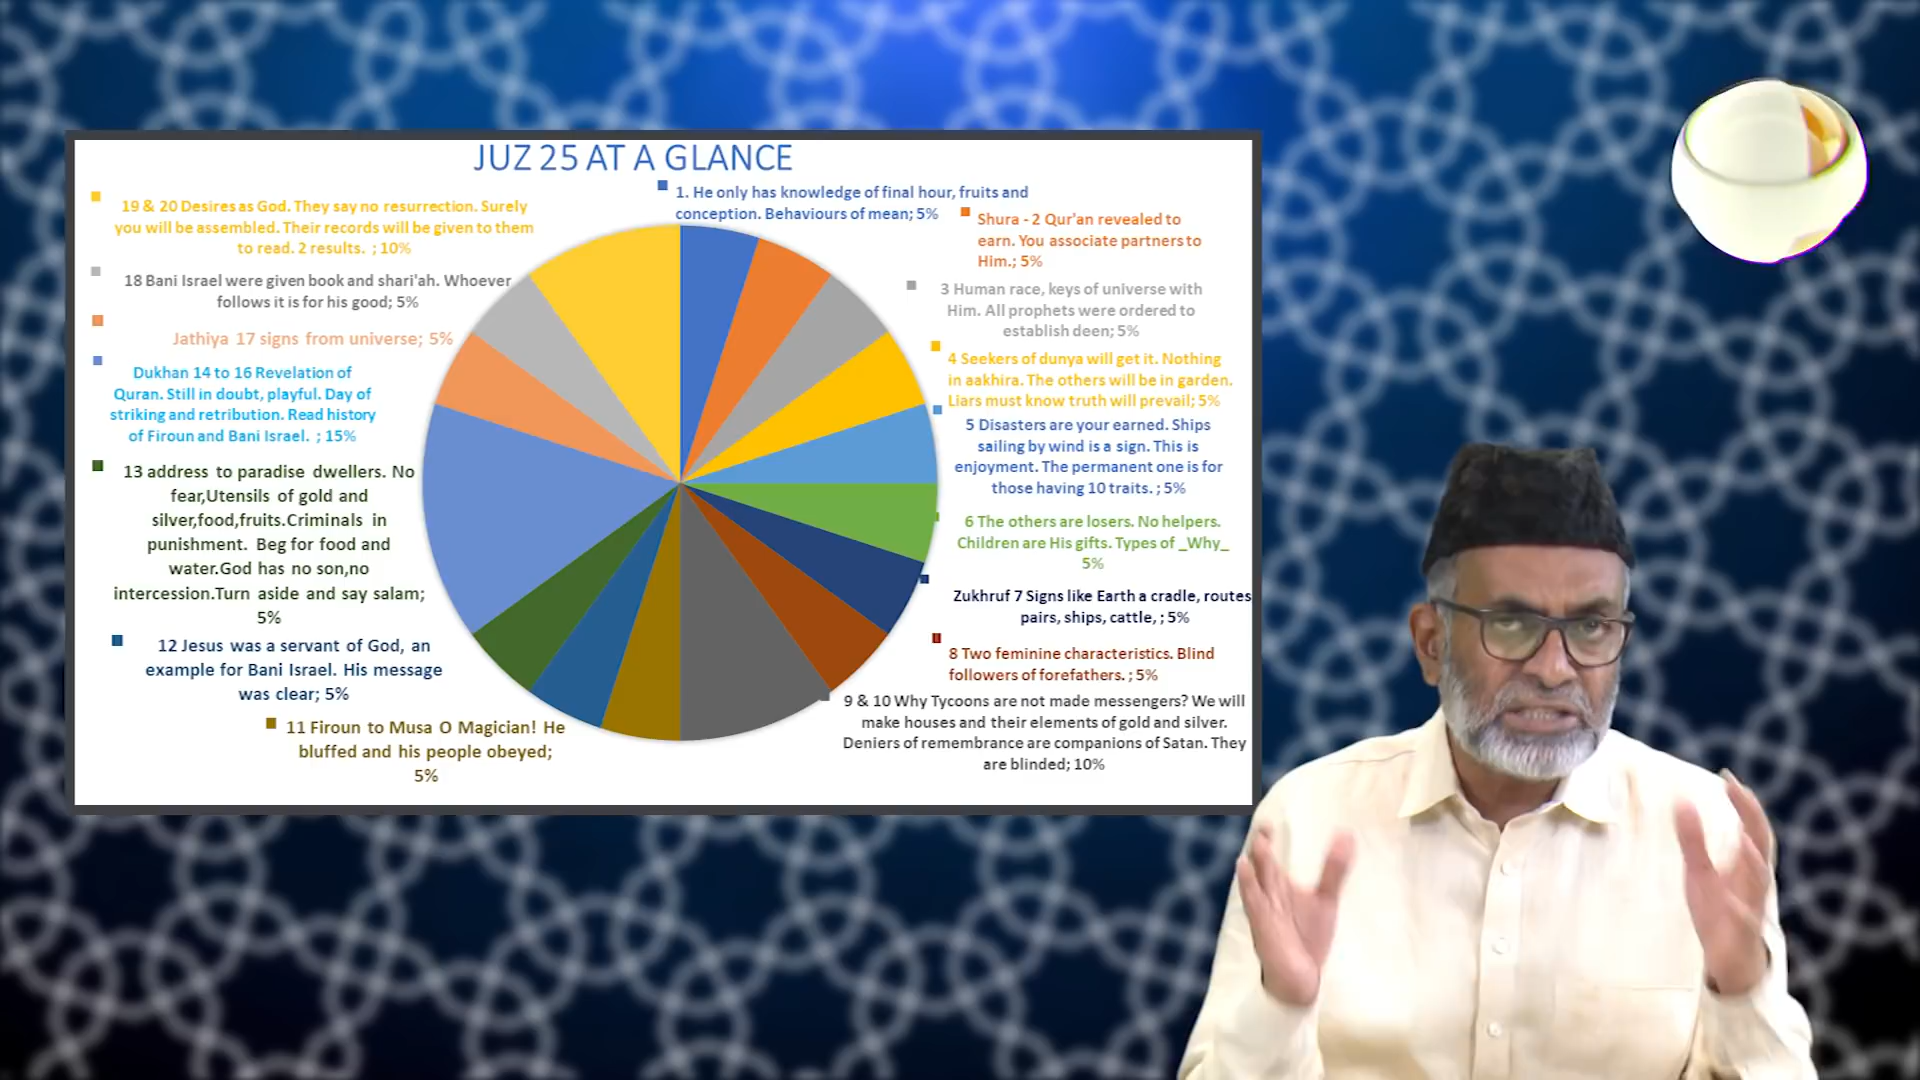 JUZ 25 AT A GLANCE
1. He only has knowledge of final hour, fruits and
conception. Behaviours of mean; 5%
Shura - 2 Qur'an revealed to
earn. You associate partners to
Him.; 5%
3 Human race, keys of universe with
Him. All prophets were ordered to
establish deen; 5%
4 Seekers of dunya will get it. Nothing
in aakhira. The others will be in garden.
Liars must know truth will prevail; 5%
5 Disasters are your earned. Ships
sailing by wind is a sign. This is
enjoyment. The permanent one is for
those having 10 traits. ; 5%
6 The others are losers. No helpers.
Children are His gifts. Types of _Why_
5%
Zukhruf 7 Signs like Earth a cradle, routes
pairs, ships, cattle, ; 5%
8 Two feminine characteristics. Blind
followers of forefathers. ; 5%
9 & 10 Why Tycoons are not made messengers? We will
make houses and their elements of gold and silver.
Deniers of remembrance are companions of Satan. They
are blinded; 10%
11 Firoun to Musa O Magician! He
bluffed and his people obeyed;
5%
12 Jesus was a servant of God, an
example for Bani Israel. His message
was clear; 5%
13 address to paradise dwellers. No
fear,Utensils of gold and
silver,food,fruits.Criminals in
punishment. Beg for food and
water.God has no son,no
intercession.Turn aside and say salam;
5%
Dukhan 14 to 16 Revelation of
Quran. Still in doubt, playful. Day of
striking and retribution. Read history
of Firoun and Bani Israel. ; 15%
Jathiya 17 signs from universe; 5%
18 Bani Israel were given book and shari'ah. Whoever
follows it is for his good; 5%
19 & 20 Desires as God. They say no resurrection. Surely
you will be assembled. Their records will be given to them
to read. 2 results. ; 10%